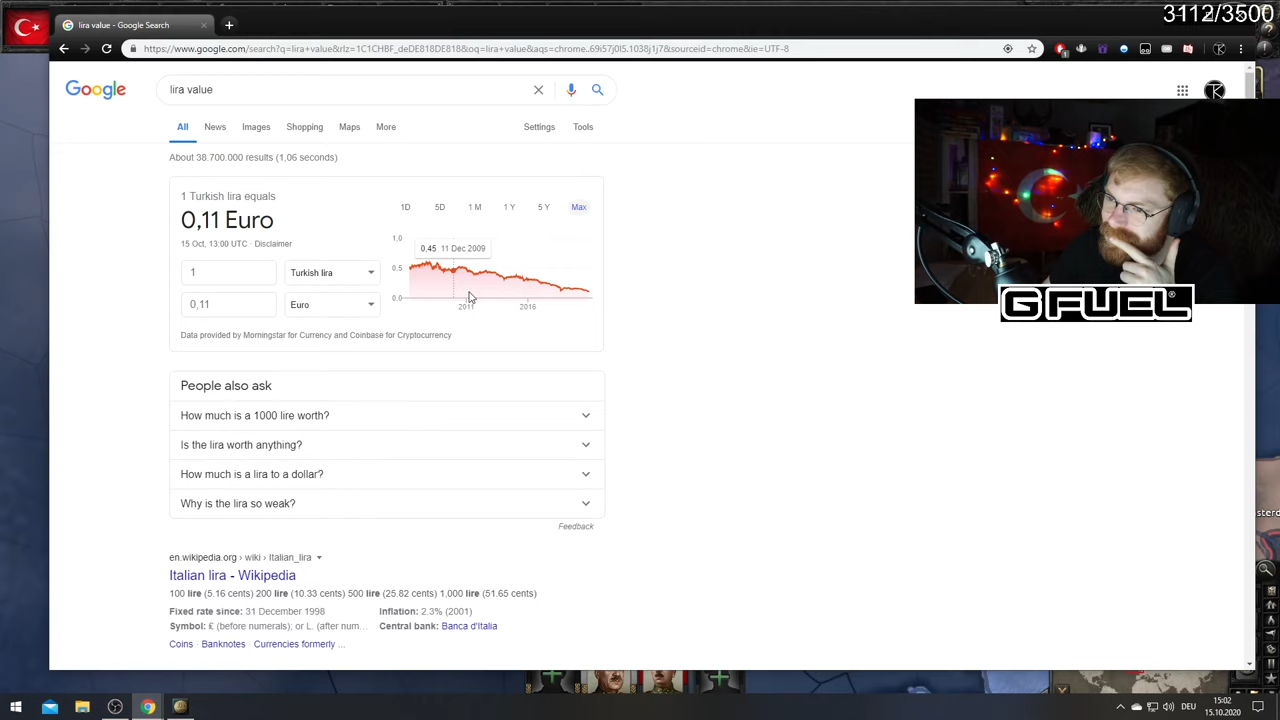 3112/3500
lira value - Google Search
https://www.google.com/search?q=lira+value&rlz=1C1CHBF_deDE818DE818&oq=lira+value&aqs=chrome..69i57j0l5.1038j1j7&sourceid=chrome&ie=UTF-8
Google
lira value
All News Images Shopping Maps More Settings Tools
About 38.700.000 results (1,06 seconds)
1 Turkish lira equals
0,11 Euro
15 Oct, 13:00 UTC · Disclaimer
1 Turkish lira
0,11 Euro
1D 5D 1 M 1 Y 5 Y Max
1,0
0,45 11 Dec 2009
0,5
0.0
2011 2016
Data provided by Morningstar for Currency and Coinbase for Cryptocurrency
G FUEL®
People also ask
How much is a 1000 lire worth?
Is the lira worth anything?
How much is a lira to a dollar?
Why is the lira so weak?
Feedback
en.wikipedia.org › wiki › Italian_lira
Italian lira - Wikipedia
100 lire (5.16 cents) 200 lire (10.33 cents) 500 lire (25.82 cents) 1,000 lire (51.65 cents)
Fixed rate since: 31 December 1998 Inflation: 2.3% (2001)
Symbol: £ (before numerals); or L. (after num... Central bank: Banca d'Italia
Coins · Banknotes · Currencies formerly ...
DEU
15:02
15.10.2020